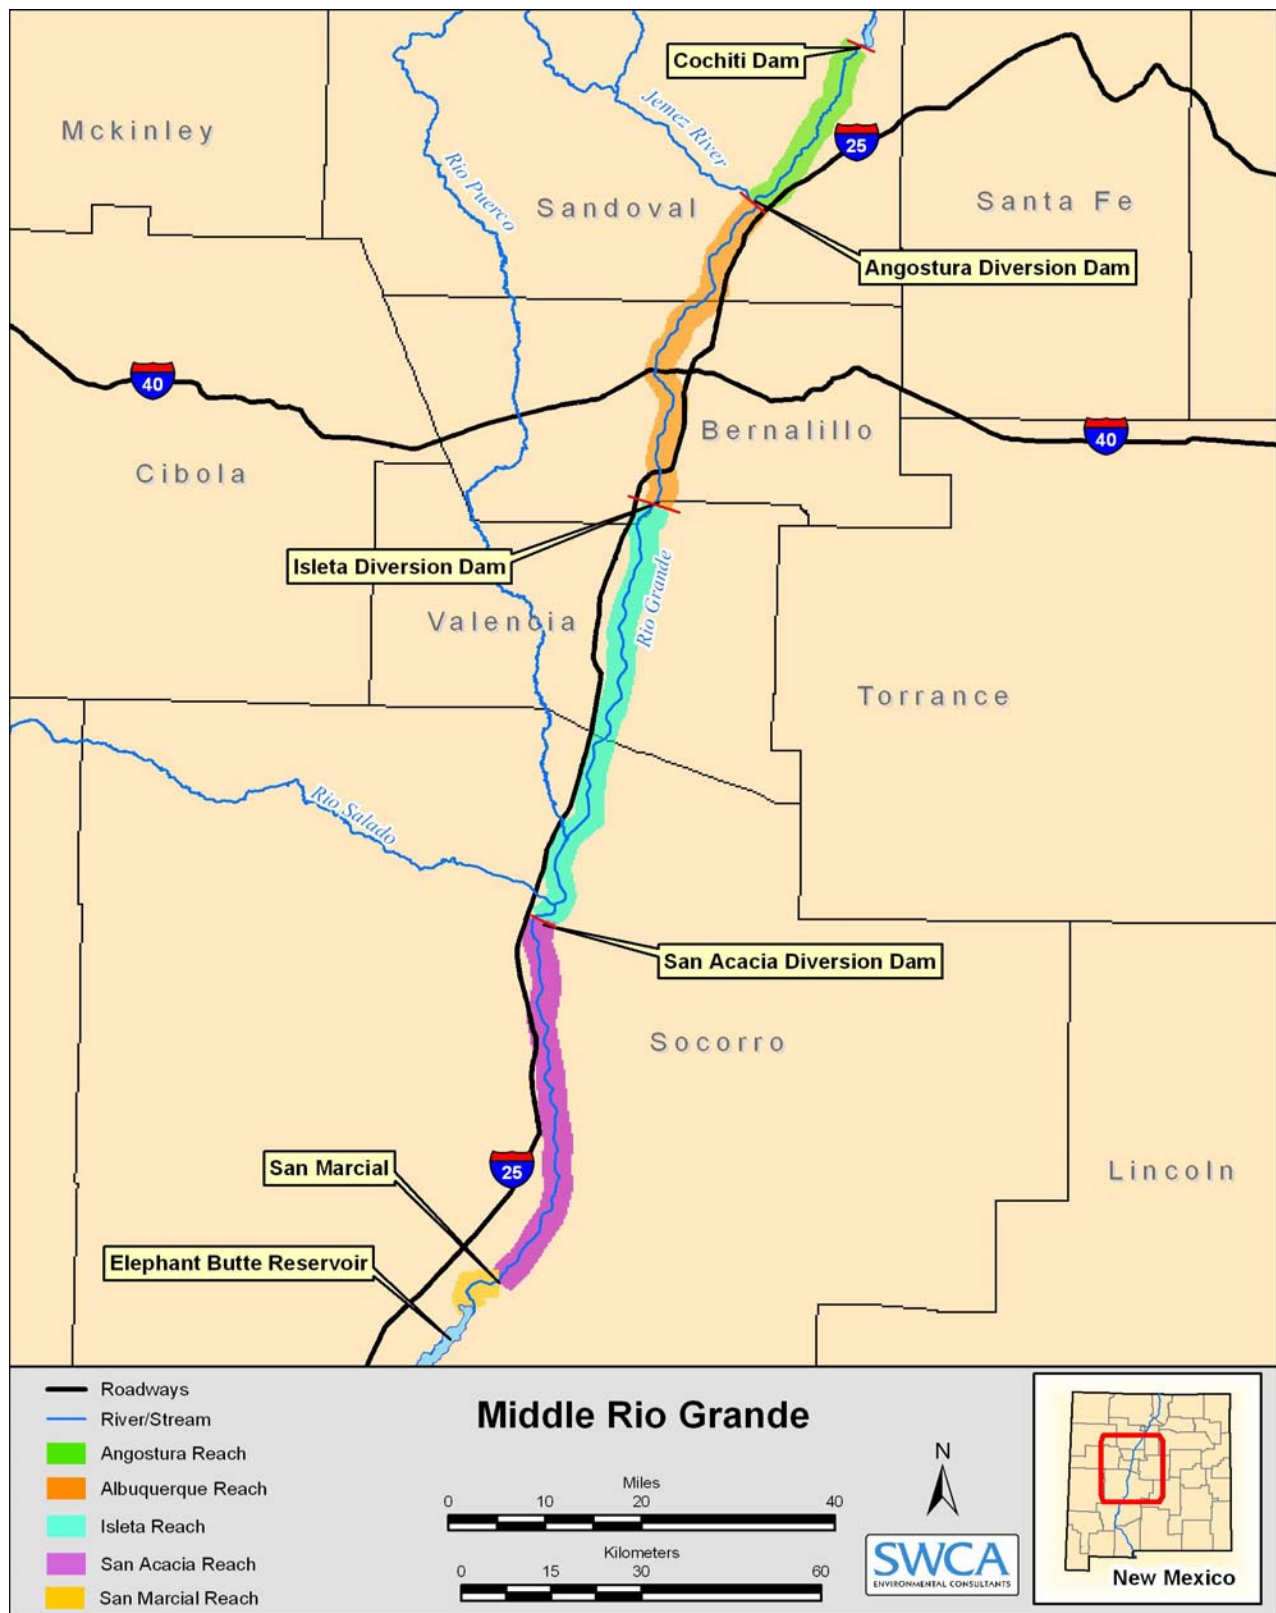 Cochiti Dam
Mckinley
Jemez River
25
Rio Puerco
Sandoval
Santa Fe
Angostura Diversion Dam
40
Bernalillo
40
Cibola
Isleta Diversion Dam
Rio Grande
Valencia
Torrance
Rio Salado
San Acacia Diversion Dam
Socorro
San Marcial
25
Lincoln
Elephant Butte Reservoir
Roadways
River/Stream
Angostura Reach
Albuquerque Reach
Isleta Reach
San Acacia Reach
San Marcial Reach
Middle Rio Grande
Miles
0 10 20 40
Kilometers
0 15 30 60
N
SWCA
ENVIRONMENTAL CONSULTANTS
New Mexico